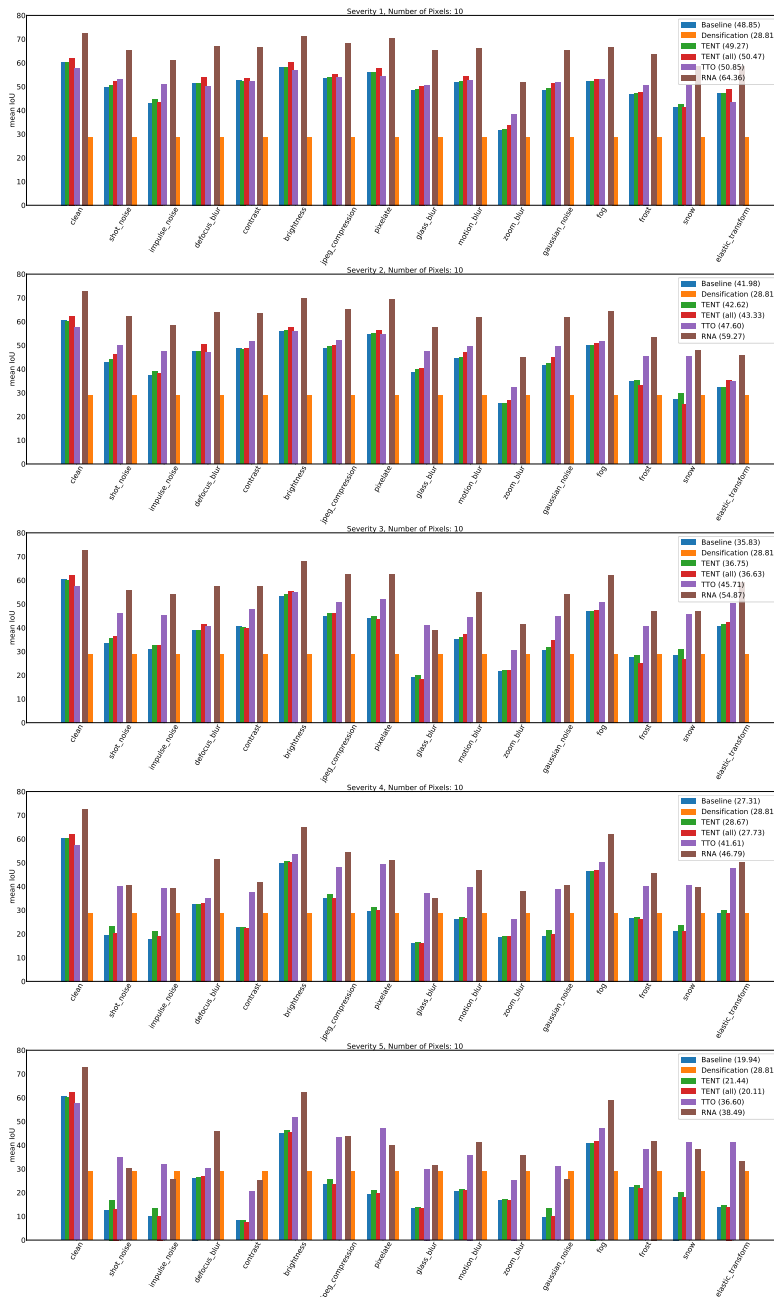 Severity 1, Number of Pixels: 10
80
70
60
50
40
30
20
10
0
mean IoU
Baseline (48.85)
Densification (28.81
TENT (49.27)
TENT (all) (50.47)
TTO (50.85)
RNA (64.36)
clean
shot_noise
impulse_noise
defocus_blur
contrast
brightness
jpeg_compression
pixelate
glass_blur
motion_blur
zoom_blur
gaussian_noise
fog
frost
snow
elastic_transform
Severity 2, Number of Pixels: 10
80
70
60
50
40
30
20
10
0
mean IoU
Baseline (41.98)
Densification (28.81
TENT (42.62)
TENT (all) (43.33)
TTO (47.60)
RNA (59.27)
clean
shot_noise
impulse_noise
defocus_blur
contrast
brightness
jpeg_compression
pixelate
glass_blur
motion_blur
zoom_blur
gaussian_noise
fog
frost
snow
elastic_transform
Severity 3, Number of Pixels: 10
80
70
60
50
40
30
20
10
0
mean IoU
Baseline (35.83)
Densification (28.81
TENT (36.75)
TENT (all) (36.63)
TTO (45.71)
RNA (54.87)
clean
shot_noise
impulse_noise
defocus_blur
contrast
brightness
jpeg_compression
pixelate
glass_blur
motion_blur
zoom_blur
gaussian_noise
fog
frost
snow
elastic_transform
Severity 4, Number of Pixels: 10
80
70
60
50
40
30
20
10
0
mean IoU
Baseline (27.31)
Densification (28.81
TENT (28.67)
TENT (all) (27.73)
TTO (41.61)
RNA (46.79)
clean
shot_noise
impulse_noise
defocus_blur
contrast
brightness
jpeg_compression
pixelate
glass_blur
motion_blur
zoom_blur
gaussian_noise
fog
frost
snow
elastic_transform
Severity 5, Number of Pixels: 10
80
70
60
50
40
30
20
10
0
mean IoU
Baseline (19.94)
Densification (28.81
TENT (21.44)
TENT (all) (20.11)
TTO (36.60)
RNA (38.49)
clean
shot_noise
impulse_noise
defocus_blur
contrast
brightness
jpeg_compression
pixelate
glass_blur
motion_blur
zoom_blur
gaussian_noise
fog
frost
snow
elastic_transform